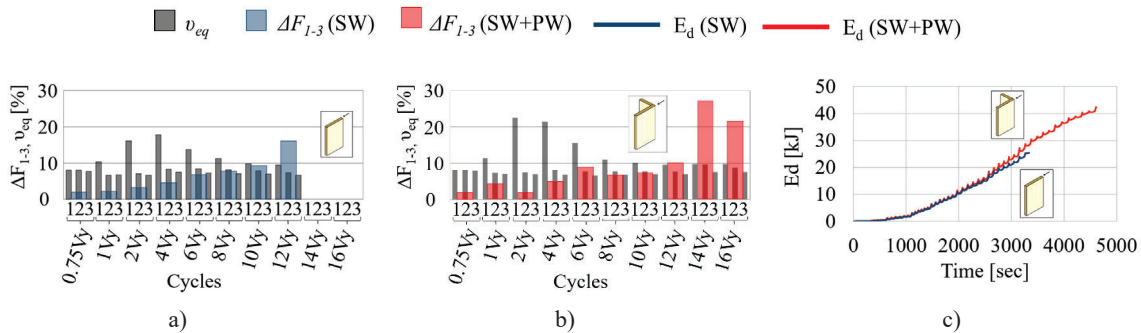 υeq ΔF1-3 (SW) ΔF1-3 (SW+PW) Ed (SW) Ed (SW+PW)
ΔF1-3, υeq [%]
30
20
10
0
123 123 123 123 123 123 123 123 123 123
0.75Vy 1Vy 2Vy 4Vy 6Vy 8Vy 10Vy 12Vy 14Vy 16Vy
Cycles
a)
ΔF1-3, υeq [%]
30
20
10
0
123 123 123 123 123 123 123 123 123 123
0.75Vy 1Vy 2Vy 4Vy 6Vy 8Vy 10Vy 12Vy 14Vy 16Vy
Cycles
b)
Ed [kJ]
50
40
30
20
10
0
0 1000 2000 3000 4000 5000
Time [sec]
c)